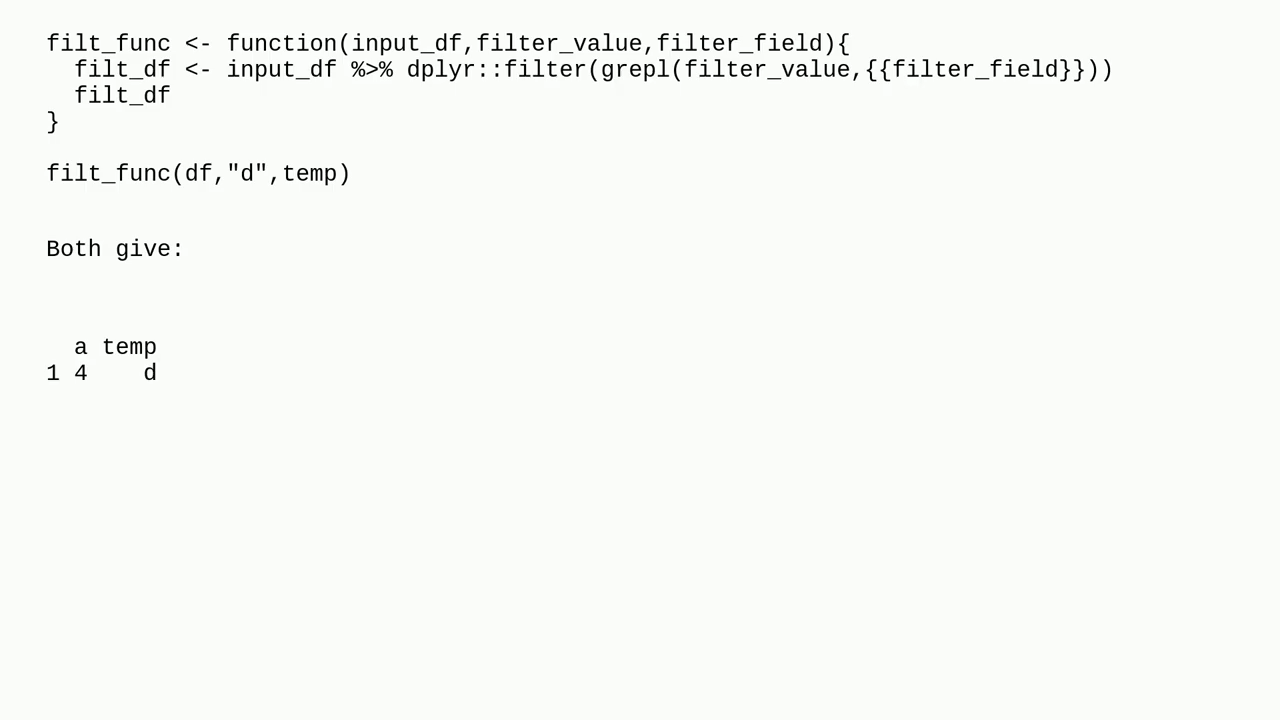 filt_func <- function(input_df,filter_value,filter_field){
  filt_df <- input_df %>% dplyr::filter(grepl(filter_value,{{filter_field}}))
  filt_df
}
filt_func(df,"d",temp)
Both give:
  a temp
1 4    d